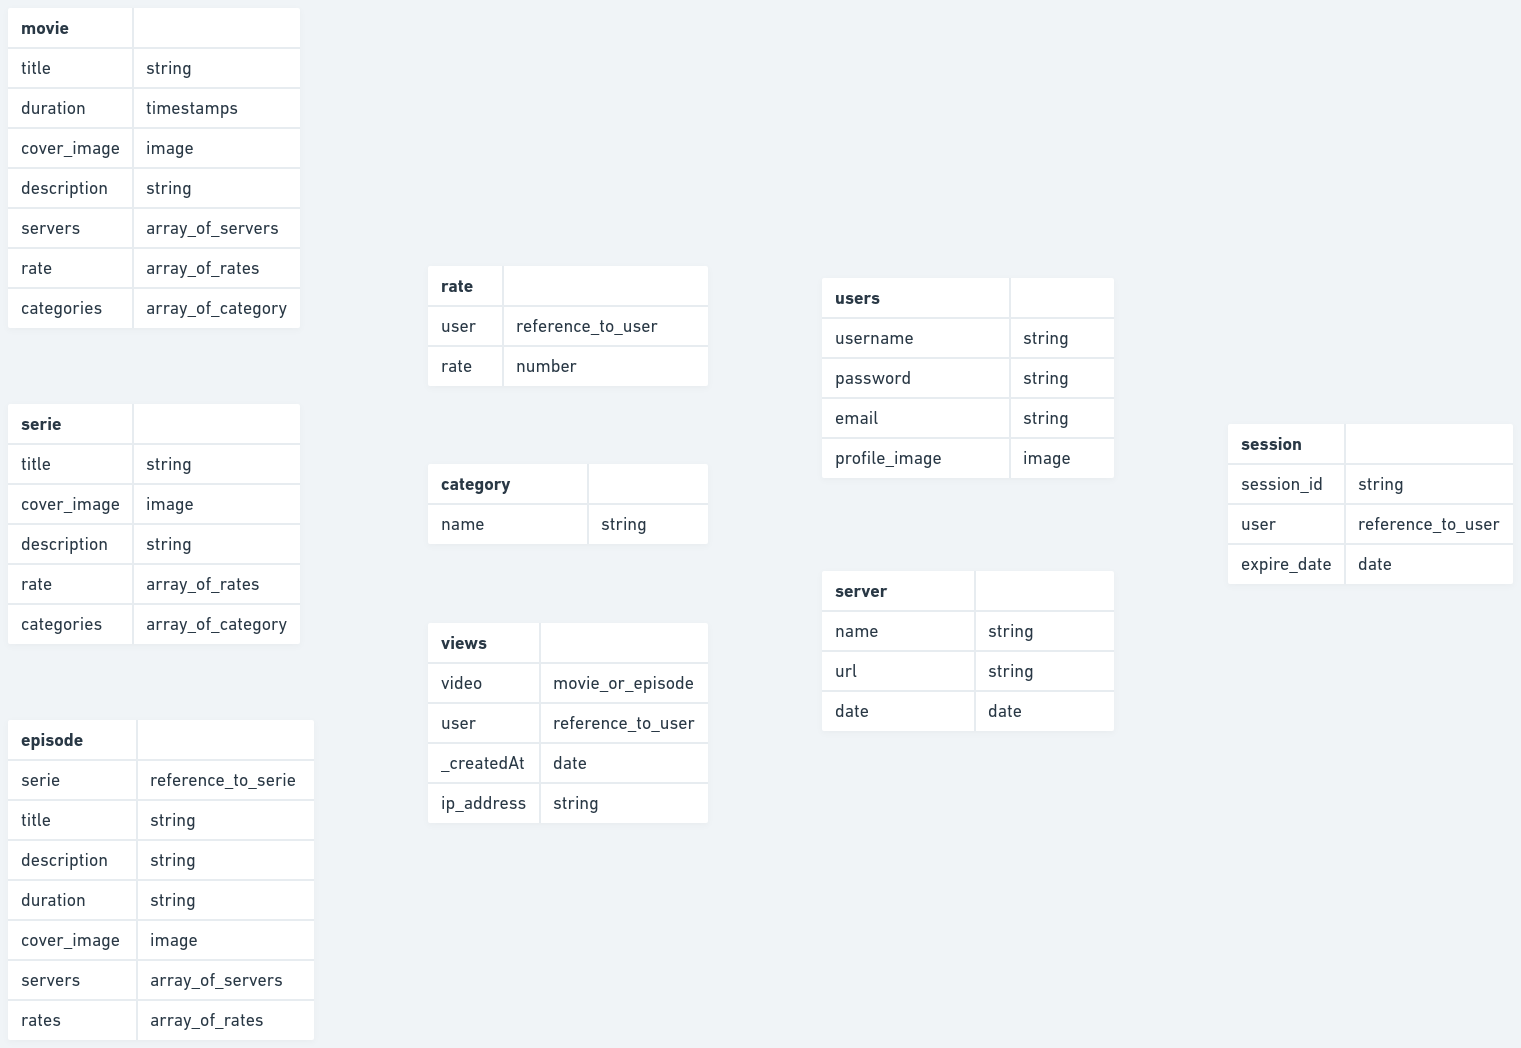 movie
title string
duration timestamps
cover_image image
description string
servers array_of_servers
rate array_of_rates
categories array_of_category
serie
title string
cover_image image
description string
rate array_of_rates
categories array_of_category
episode
serie reference_to_serie
title string
description string
duration string
cover_image image
servers array_of_servers
rates array_of_rates
rate
user reference_to_user
rate number
category
name string
views
video movie_or_episode
user reference_to_user
_createdAt date
ip_address string
users
username string
password string
email string
profile_image image
server
name string
url string
date date
session
session_id string
user reference_to_user
expire_date date